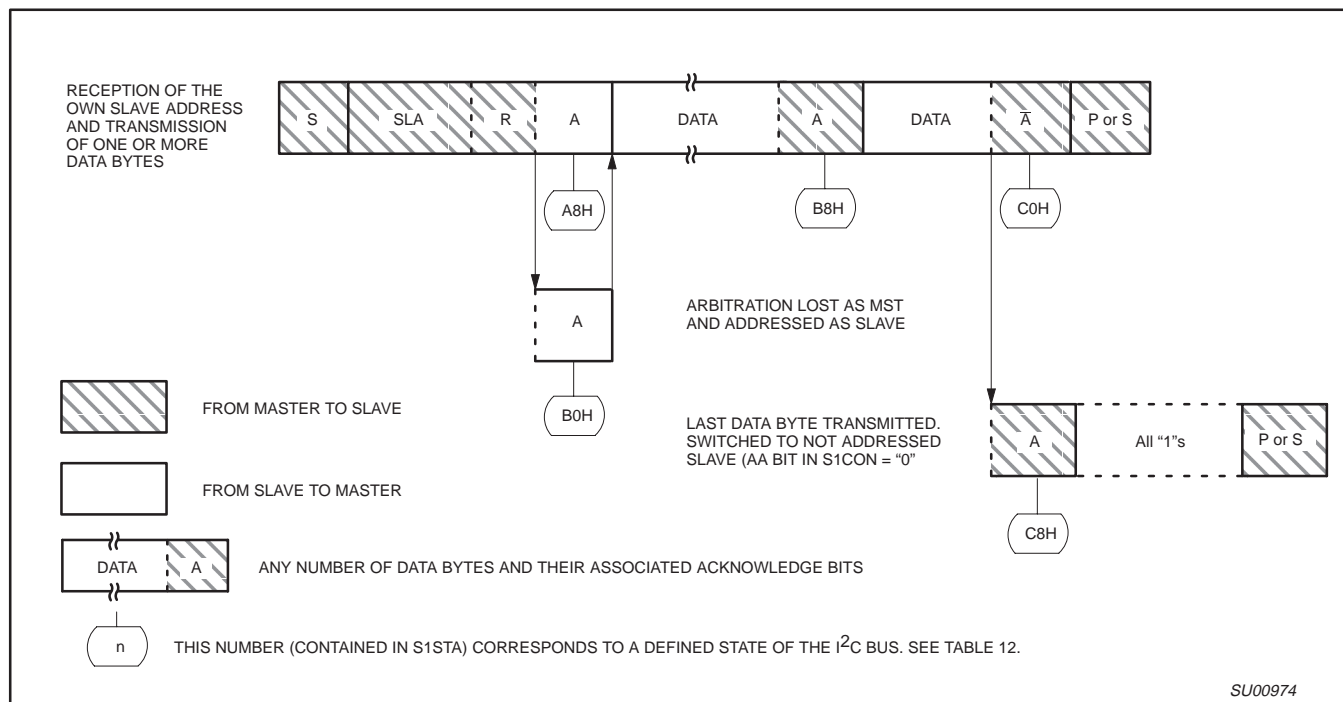 RECEPTION OF THE
OWN SLAVE ADDRESS
AND TRANSMISSION
OF ONE OR MORE
DATA BYTES
S SLA R A DATA A DATA A̅ P or S
A8H B8H C0H
A
B0H
ARBITRATION LOST AS MST
AND ADDRESSED AS SLAVE
LAST DATA BYTE TRANSMITTED.
SWITCHED TO NOT ADDRESSED
SLAVE (AA BIT IN S1CON = “0”
A All “1”s P or S
C8H
FROM MASTER TO SLAVE
FROM SLAVE TO MASTER
DATA A ANY NUMBER OF DATA BYTES AND THEIR ASSOCIATED ACKNOWLEDGE BITS
n THIS NUMBER (CONTAINED IN S1STA) CORRESPONDS TO A DEFINED STATE OF THE I²C BUS. SEE TABLE 12.
SU00974